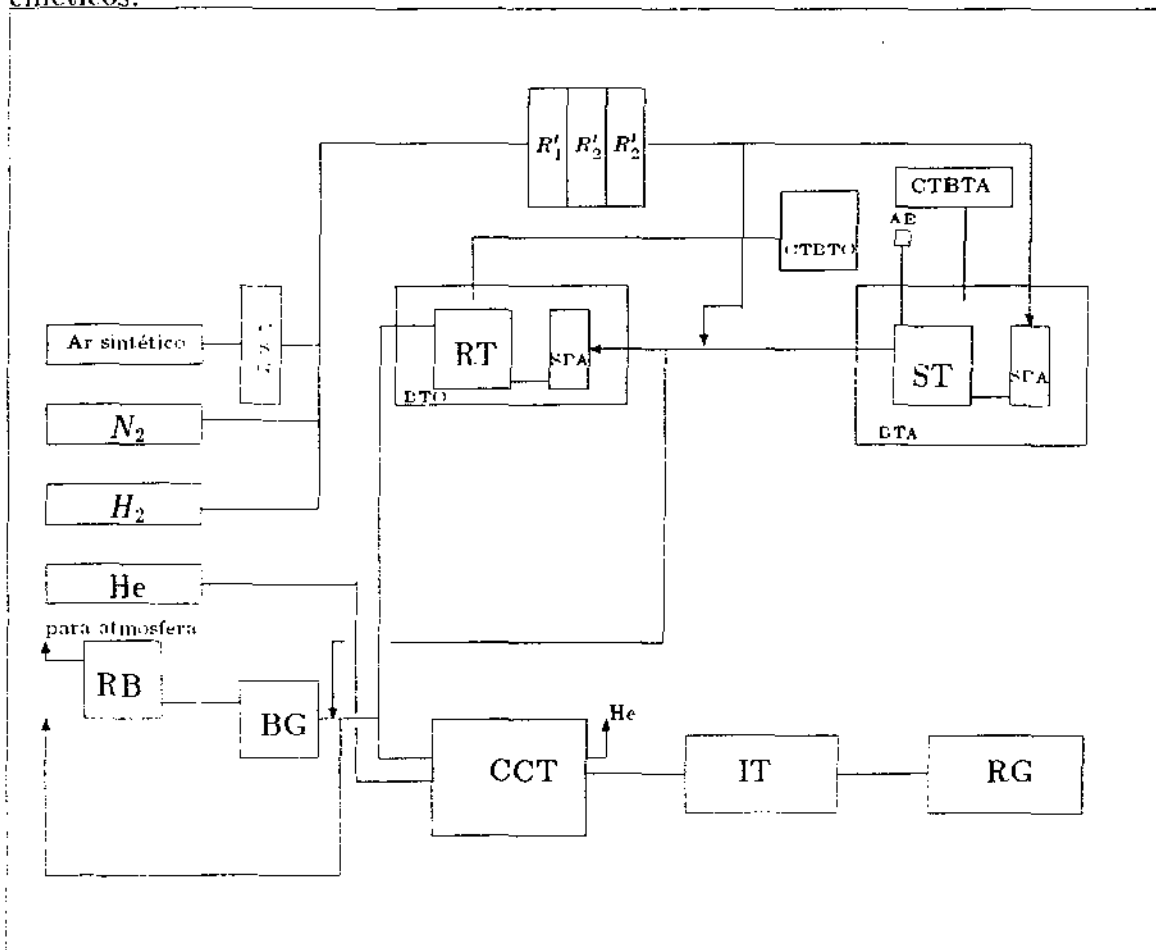 cinéticos.
R'1 R'2 R'2
CTBTA
AE
CTBTO
Ar sintético
RT
SPA
ST
SPA
BTO
N2
BTA
H2
He
para atmosfera
RB
BG
He
CCT
IT
RG